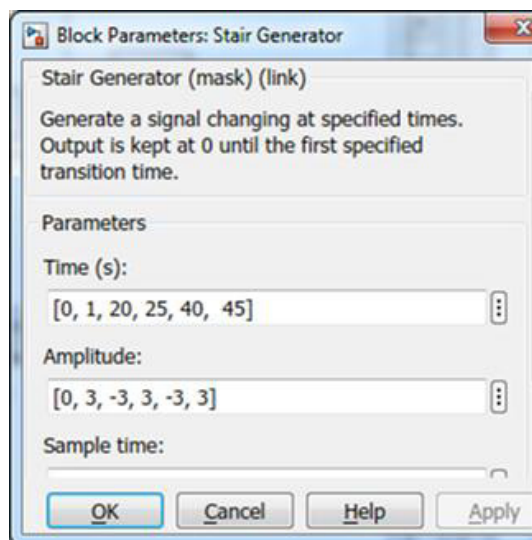 Block Parameters: Stair Generator
Stair Generator (mask) (link)
Generate a signal changing at specified times.
Output is kept at 0 until the first specified
transition time.
Parameters
Time (s):
[0, 1, 20, 25, 40,  45]
Amplitude:
[0, 3, -3, 3, -3, 3]
Sample time:
OK Cancel Help Apply